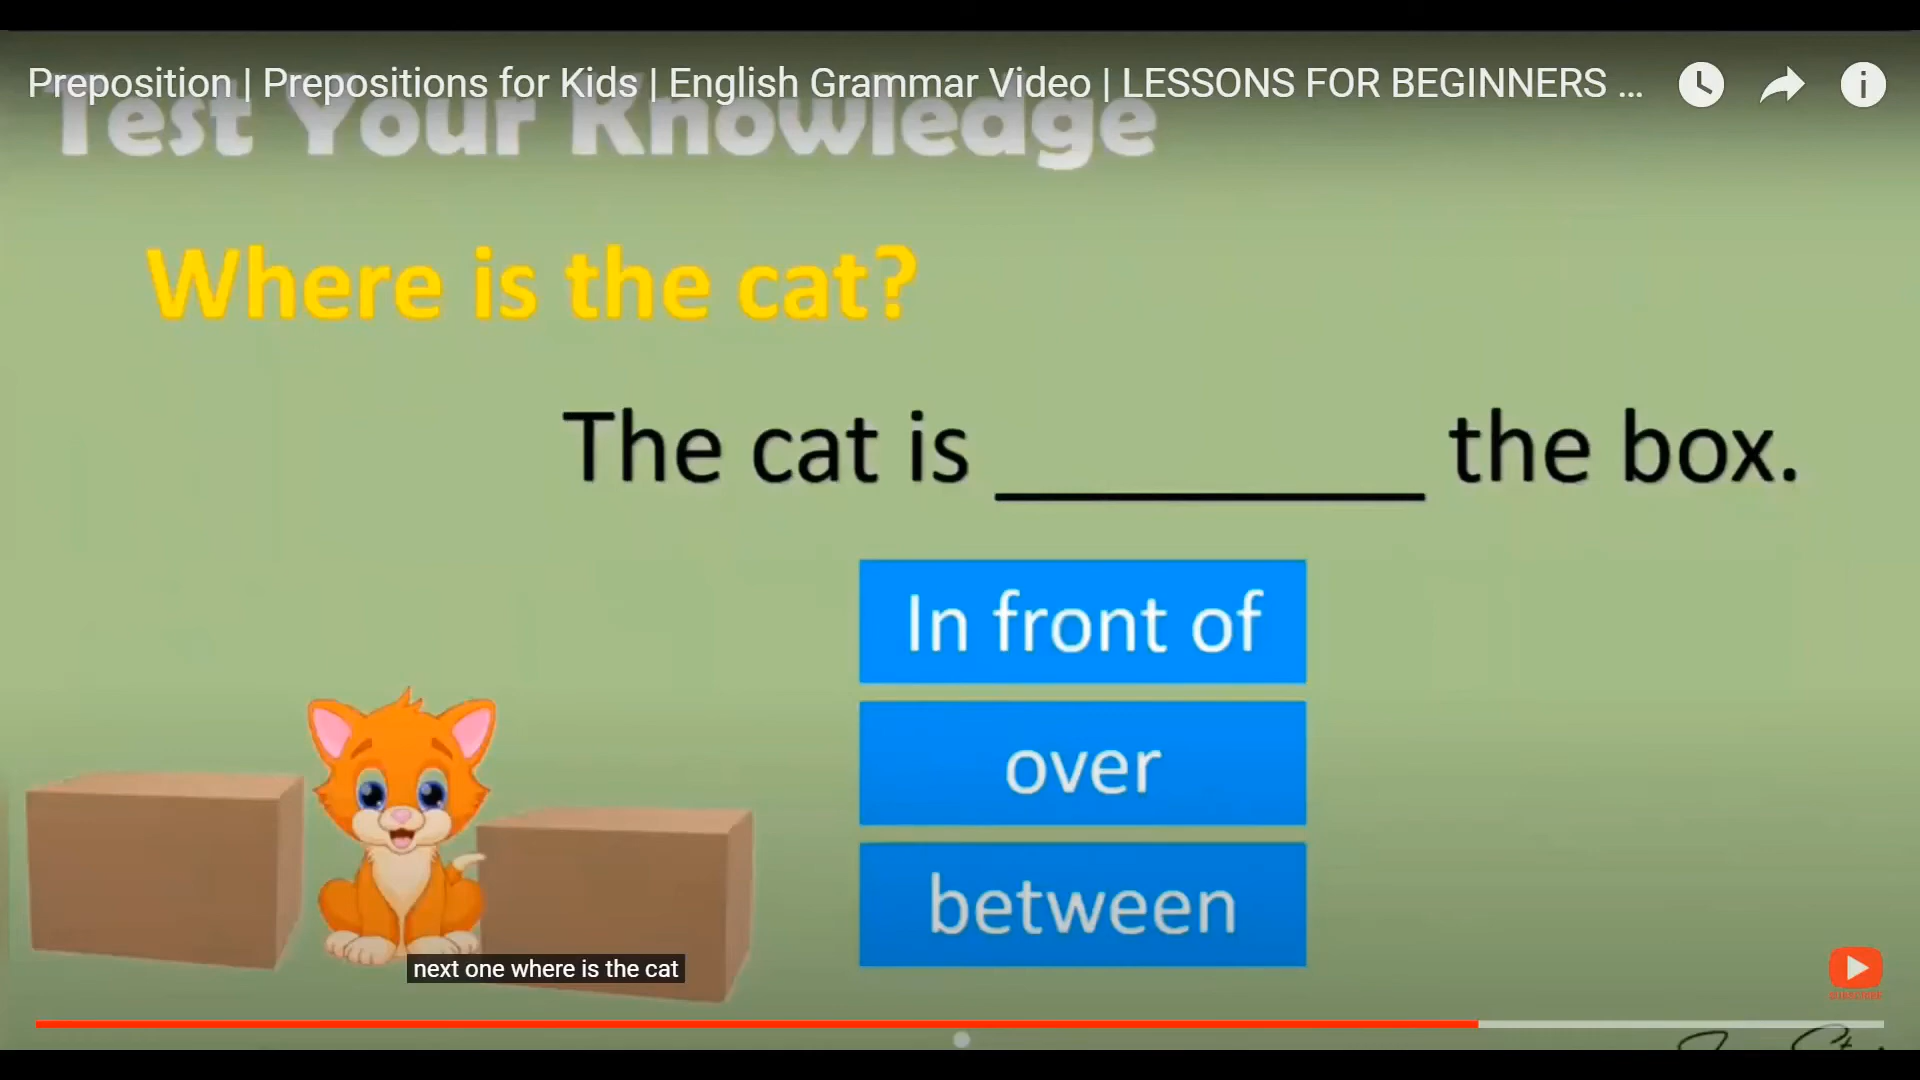 Preposition | Prepositions for Kids | English Grammar Video | LESSONS FOR BEGINNERS ...
Test Your Knowledge
Where is the cat?
The cat is __________ the box.
In front of
over
between
next one where is the cat
SUBSCRIBE